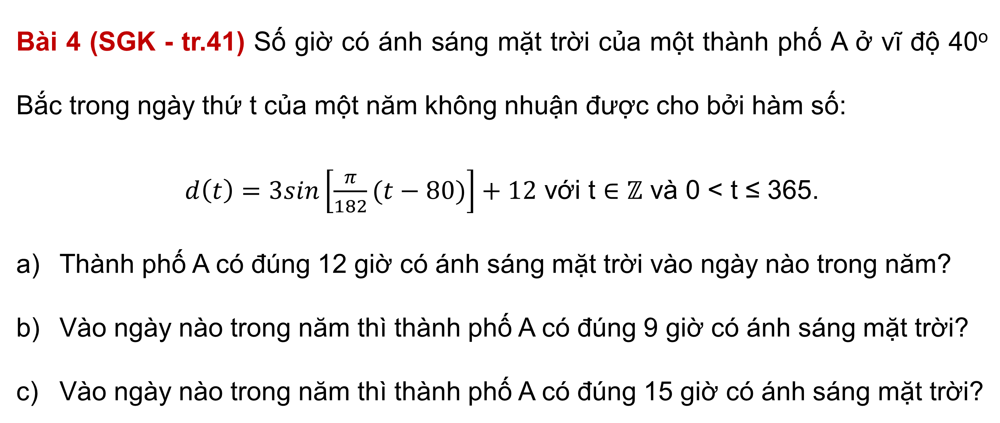 Bài 4 (SGK - tr.41) Số giờ có ánh sáng mặt trời của một thành phố A ở vĩ độ 40º
Bắc trong ngày thứ t của một năm không nhuận được cho bởi hàm số:
d(t) = 3sin [π/182 (t − 80)] + 12 với t ∈ ℤ và 0 < t ≤ 365.
a) Thành phố A có đúng 12 giờ có ánh sáng mặt trời vào ngày nào trong năm?
b) Vào ngày nào trong năm thì thành phố A có đúng 9 giờ có ánh sáng mặt trời?
c) Vào ngày nào trong năm thì thành phố A có đúng 15 giờ có ánh sáng mặt trời?